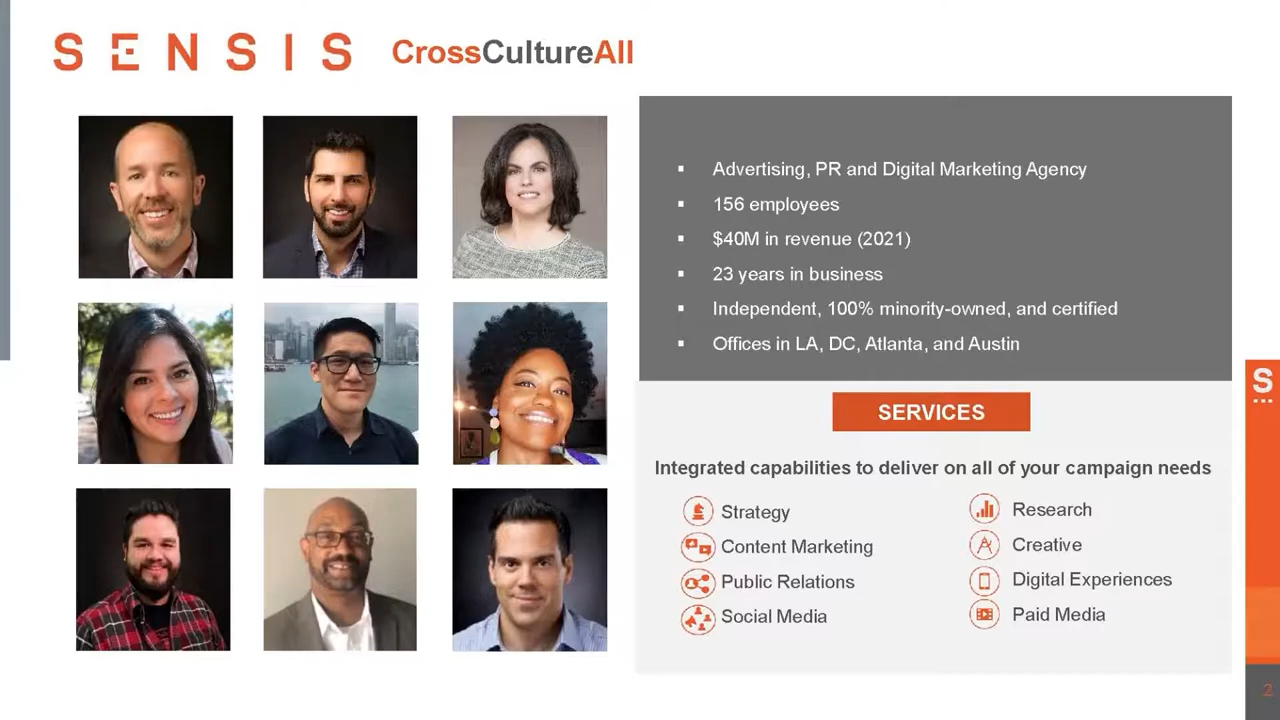 SENSIS CrossCultureAll
Advertising, PR and Digital Marketing Agency
156 employees
$40M in revenue (2021)
23 years in business
Independent, 100% minority-owned, and certified
Offices in LA, DC, Atlanta, and Austin
S
SERVICES
Integrated capabilities to deliver on all of your campaign needs
Strategy
Content Marketing
Public Relations
Social Media
Research
Creative
Digital Experiences
Paid Media
2